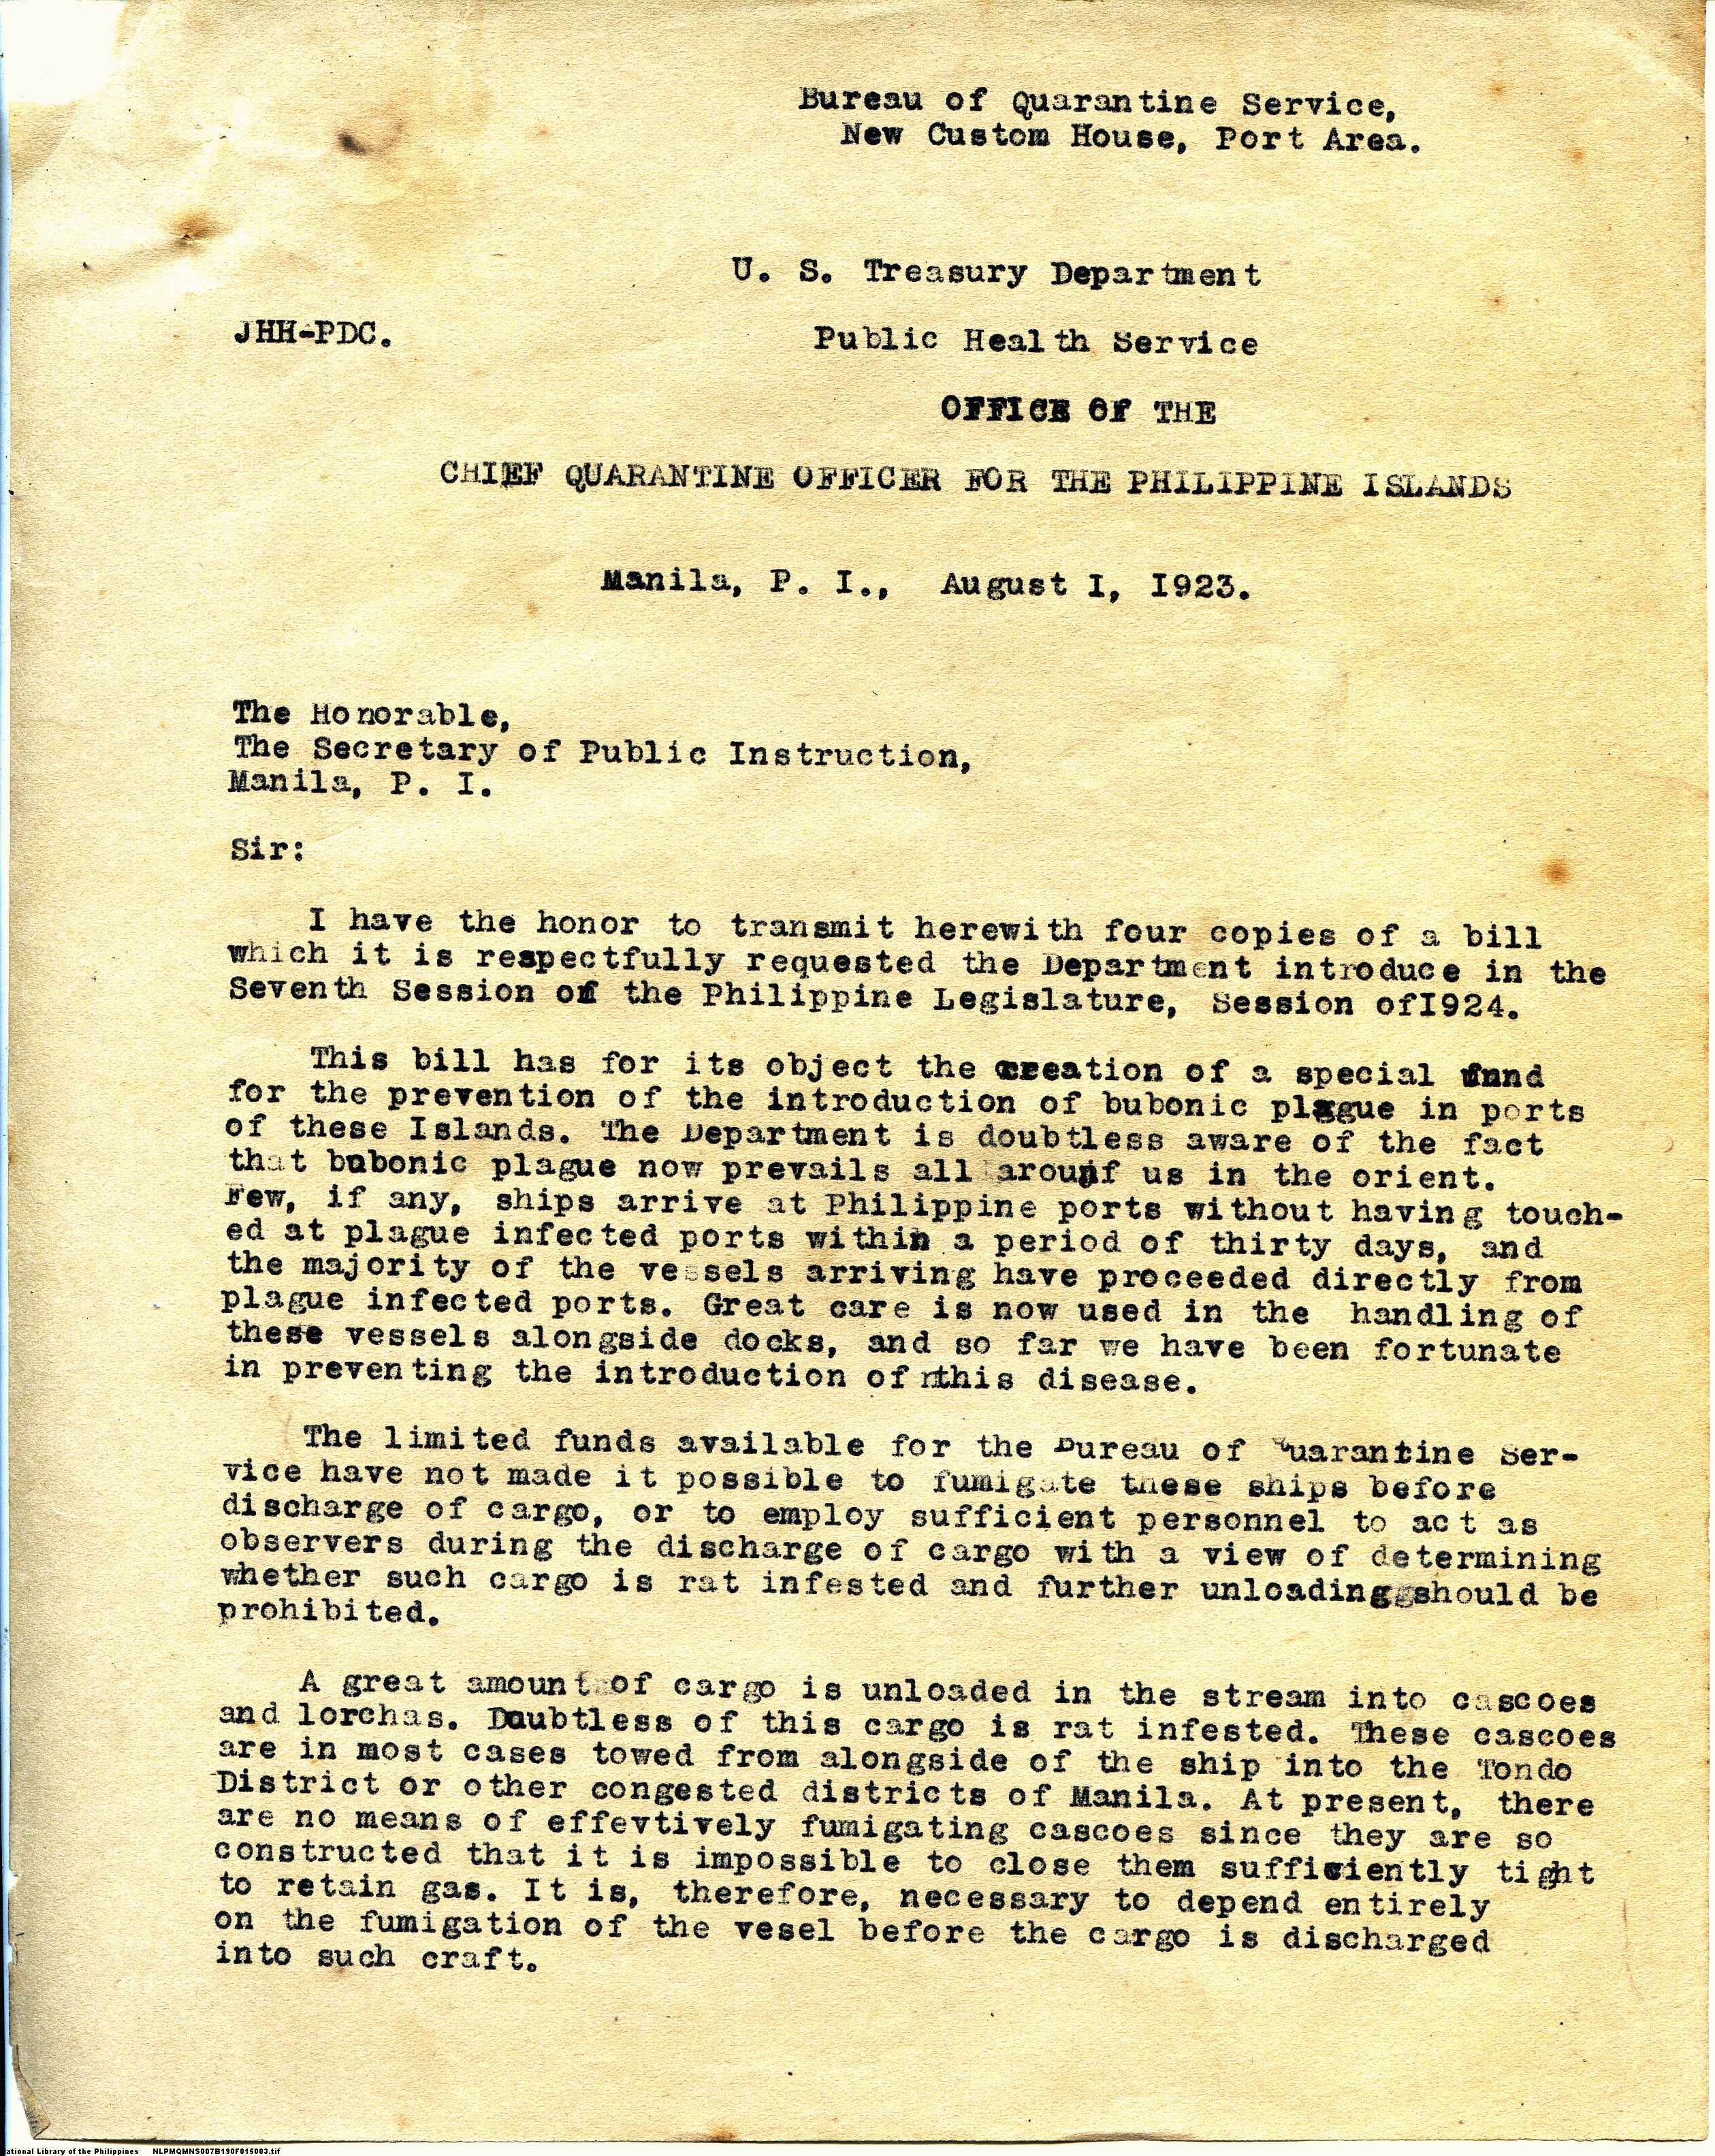 Bureau of Quarantine Service,
New Custom House, Port Area.
U. S. Treasury Department
JHH-PDC.
Public Health Service
OFFICE OF THE
CHIEF QUARANTINE OFFICER FOR THE PHILIPPINE ISLANDS
Manila, P. I., August I, I923.
The Honorable,
The Secretary of Public Instruction,
Manila, P. I.
Sir:
I have the honor to transmit herewith four copies of a bill
which it is respectfully requested the Department introduce in the
Seventh Session of the Philippine Legislature, Session ofI924.
This bill has for its object the creation of a special fund
for the prevention of the introduction of bubonic plague in ports
of these Islands. The Department is doubtless aware of the fact
that bubonic plague now prevails all arounf us in the orient.
Few, if any, ships arrive at Philippine ports without having touch-
ed at plague infected ports within a period of thirty days, and
the majority of the vessels arriving have proceeded directly from
plague infected ports. Great care is now used in the handling of
these vessels alongside docks, and so far we have been fortunate
in preventing the introduction of this disease.
The limited funds available for the Bureau of Quarantine Ser-
vice have not made it possible to fumigate these ships before
discharge of cargo, or to employ sufficient personnel to act as
observers during the discharge of cargo with a view of determining
whether such cargo is rat infested and further unloadinggshould be
prohibited.
A great amount of cargo is unloaded in the stream into cascoes
and lorchas. Doubtless of this cargo is rat infested. These cascoes
are in most cases towed from alongside of the ship into the Tondo
District or other congested districts of Manila. At present, there
are no means of effevtively fumigating cascoes since they are so
constructed that it is impossible to close them sufficiently tight
to retain gas. It is, therefore, necessary to depend entirely
on the fumigation of the vesel before the cargo is discharged
into such craft.
ational Library of the Philippines NLPMQMNS007B190F015003.tif